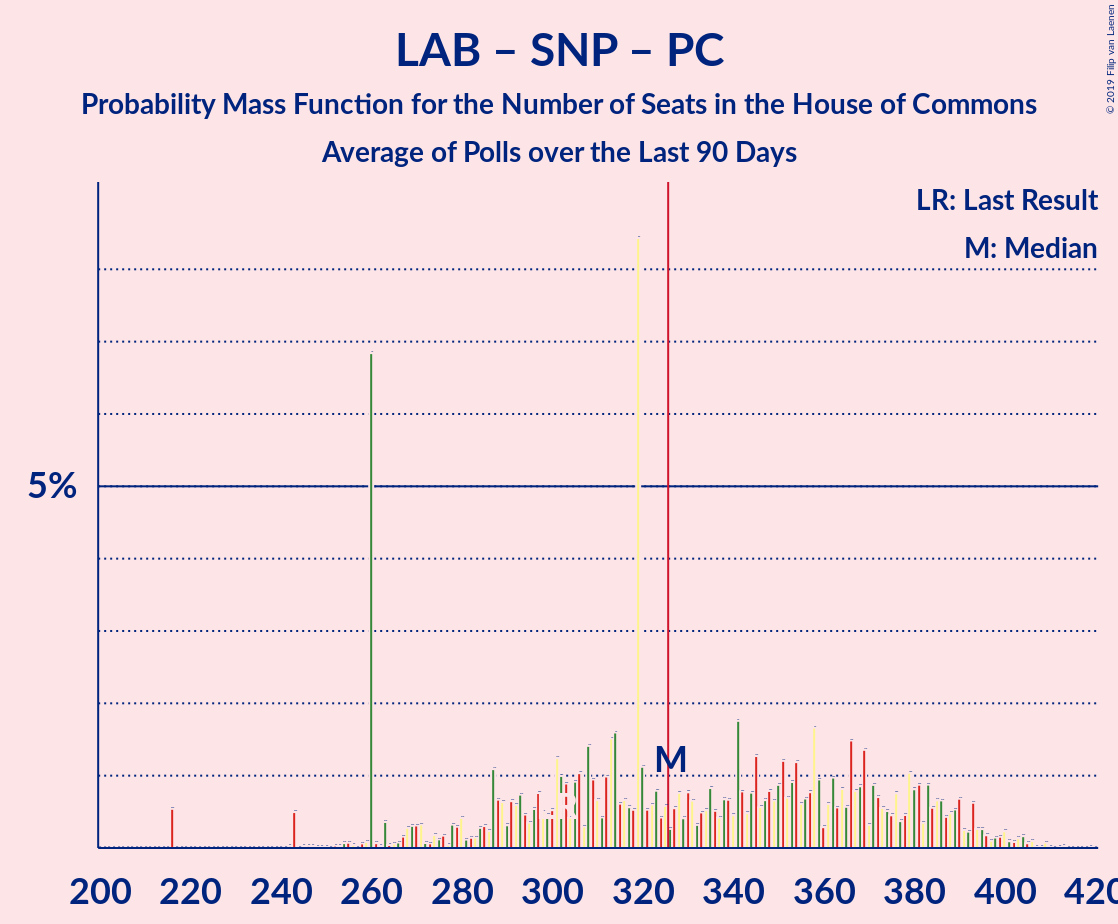 LAB – SNP – PC
Probability Mass Function for the Number of Seats in the House of Commons
Average of Polls over the Last 90 Days
© 2019 Filip van Laenen
LR: Last Result
M: Median
5%
M
200 220 240 260 280 300 320 340 360 380 400 420